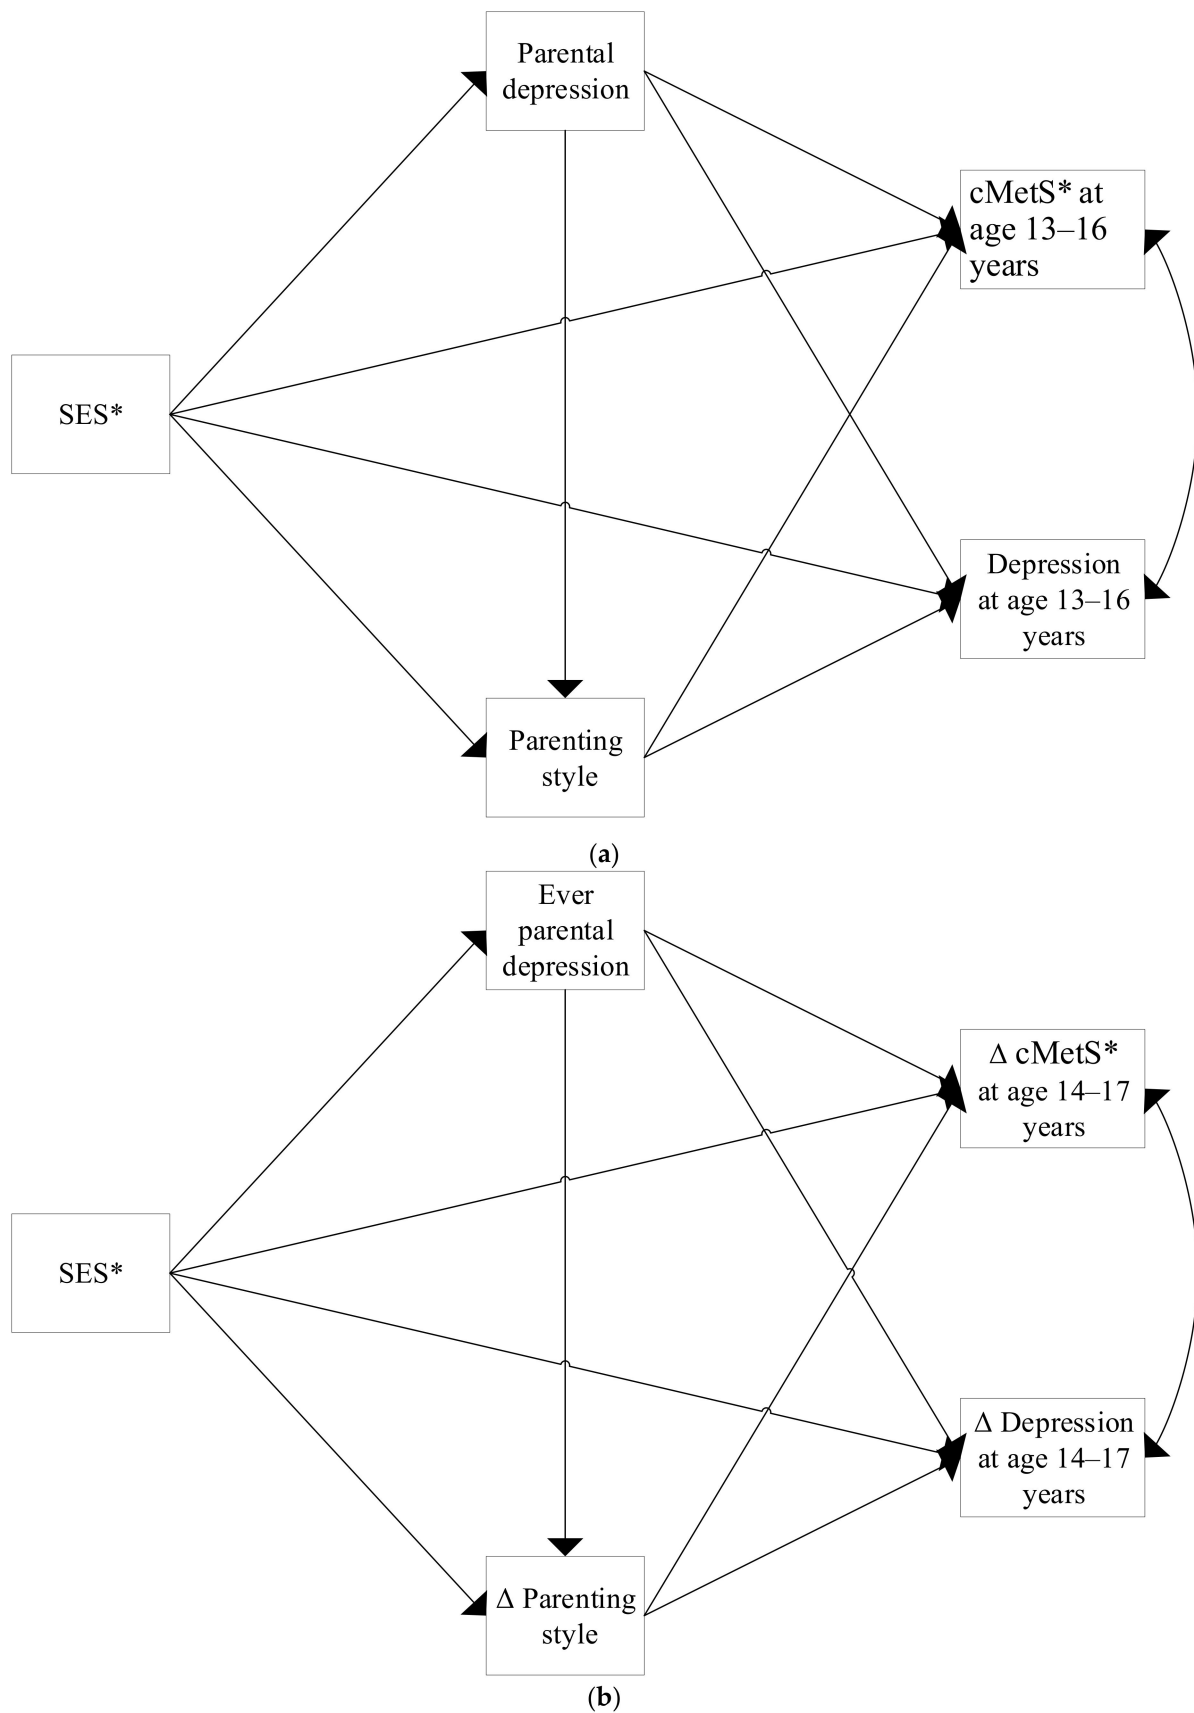 Parental
depression
cMetS* at
age 13–16
years
SES*
Depression
at age 13–16
years
Parenting
style
(a)
Ever
parental
depression
Δ cMetS*
at age 14–17
years
SES*
Δ Depression
at age 14–17
years
Δ Parenting
style
(b)